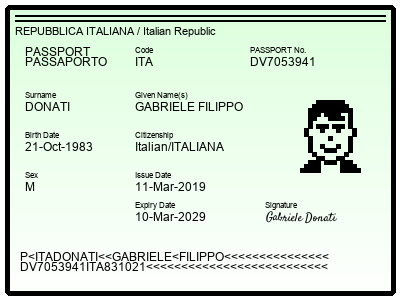 REPUBBLICA ITALIANA / Italian Republic
PASSPORT Code PASSPORT No.
PASSAPORTO ITA DV7053941
Surname Given Name(s)
DONATI GABRIELE FILIPPO
Birth Date Citizenship
21-Oct-1983 Italian/ITALIANA
Sex Issue Date
M 11-Mar-2019
Expiry Date Signature
10-Mar-2029 Gabriele Donati
P<ITADONATI<<GABRIELE<FILIPPO<<<<<<<<<<<<<<<
DV7053941ITA831021<<<<<<<<<<<<<<<<<<<<<<<<<<